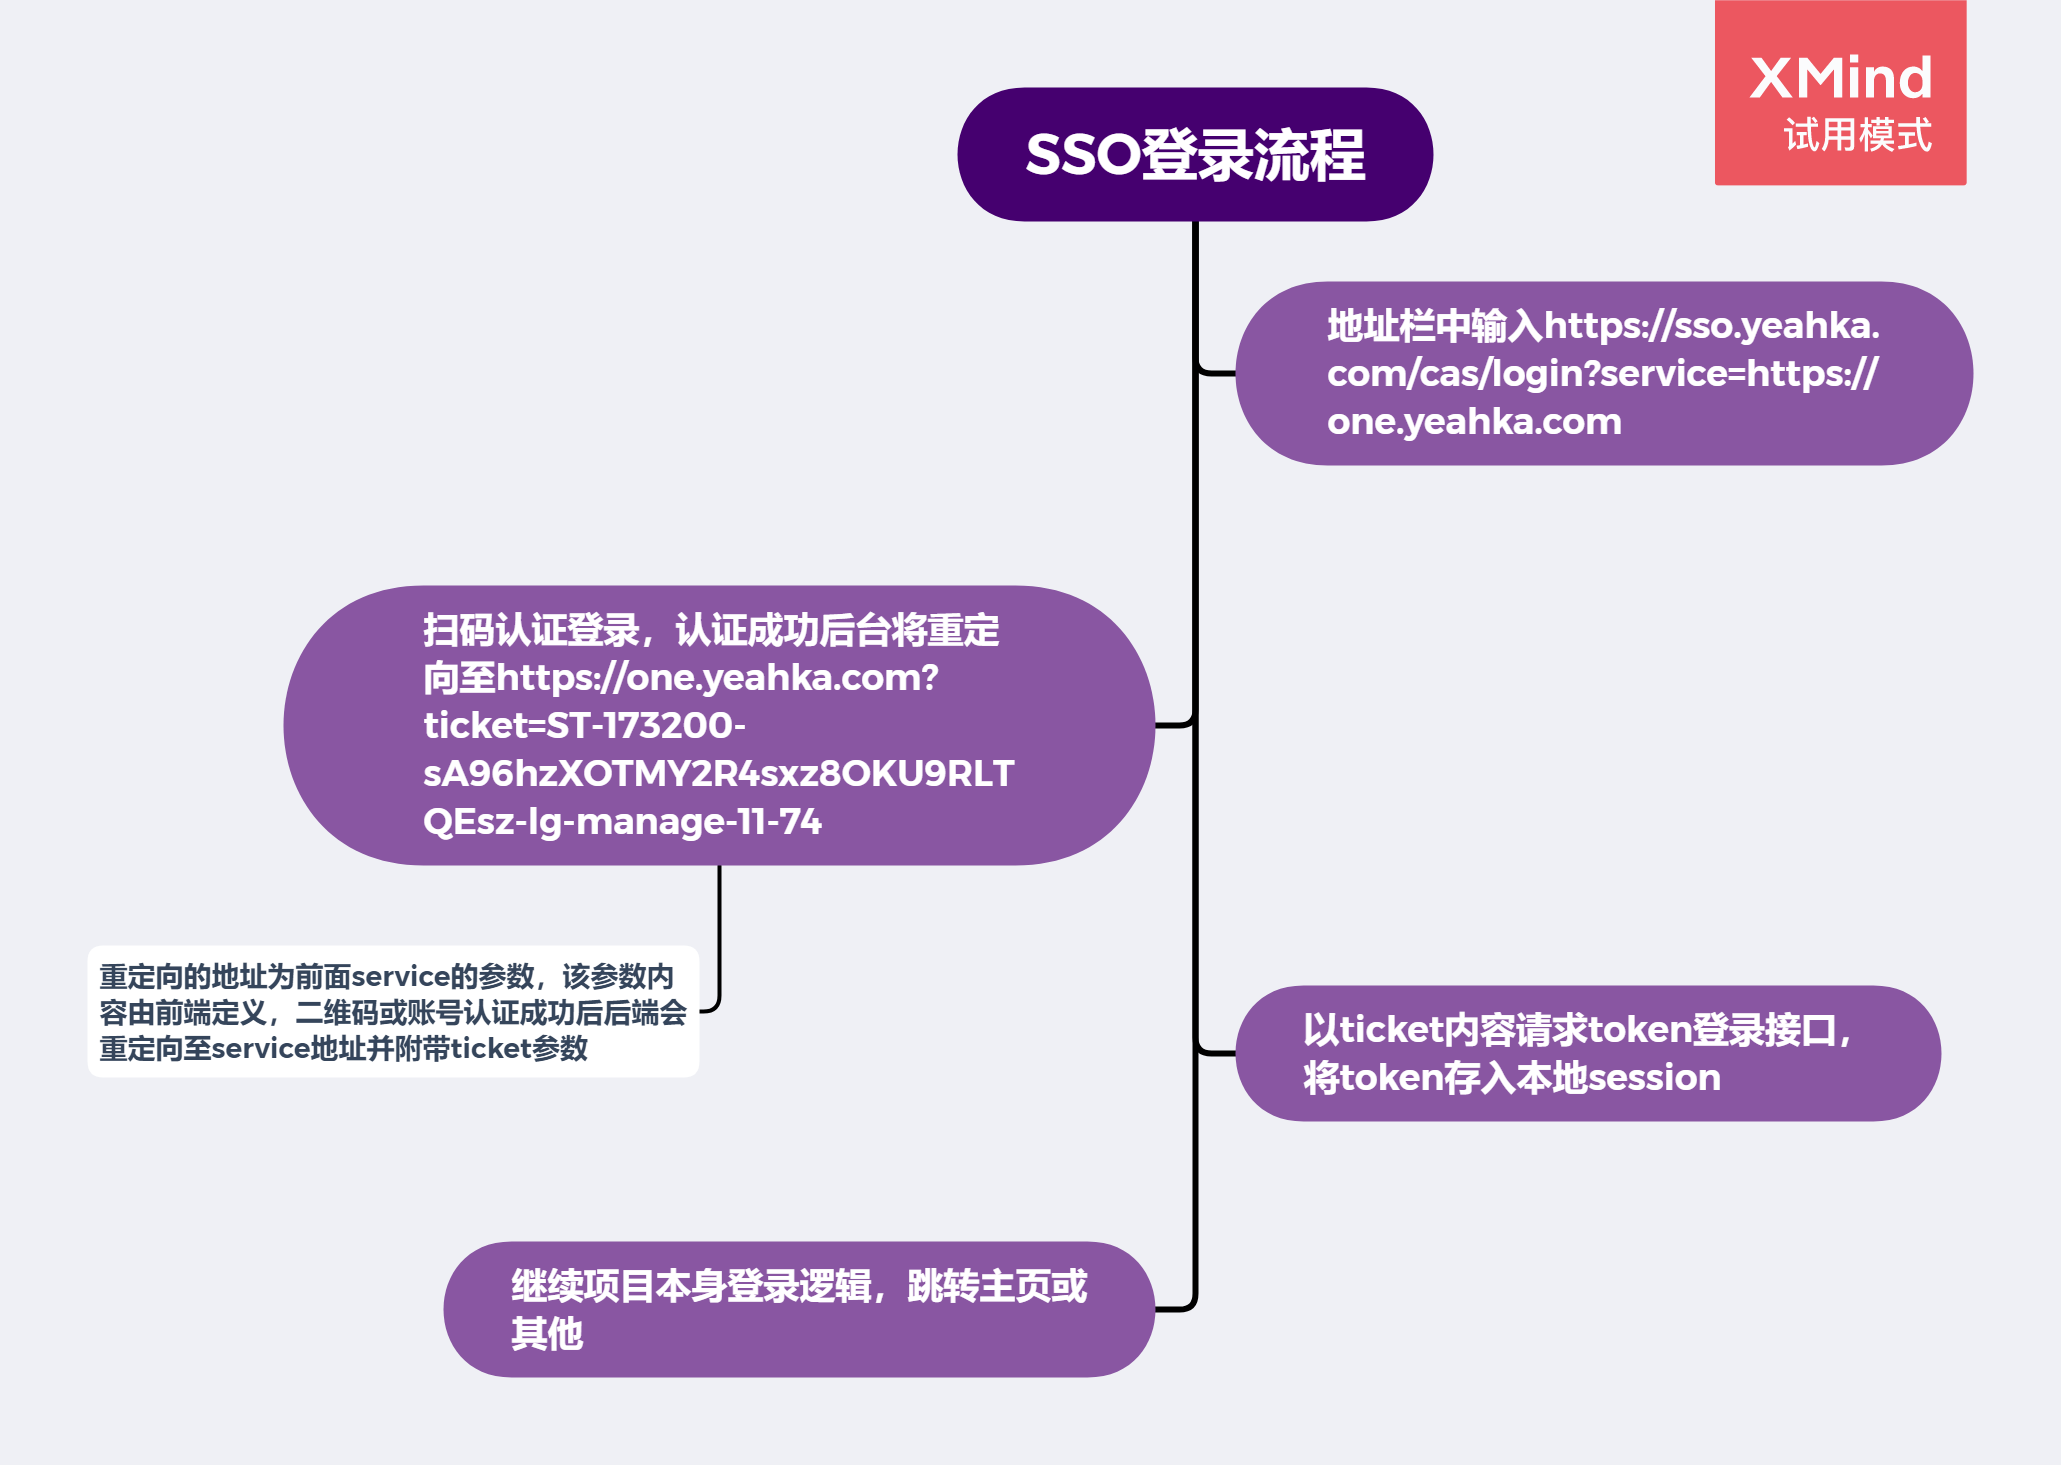 XMind
试用模式
SSO登录流程
地址栏中输入https://sso.yeahka.
com/cas/login?service=https://
one.yeahka.com
扫码认证登录，认证成功后台将重定
向至https://one.yeahka.com?
ticket=ST-173200-
sA96hzXOTMY2R4sxz8OKU9RLT
QEsz-lg-manage-11-74
重定向的地址为前面service的参数，该参数内
容由前端定义，二维码或账号认证成功后后端会
重定向至service地址并附带ticket参数
以ticket内容请求token登录接口，
将token存入本地session
继续项目本身登录逻辑，跳转主页或
其他